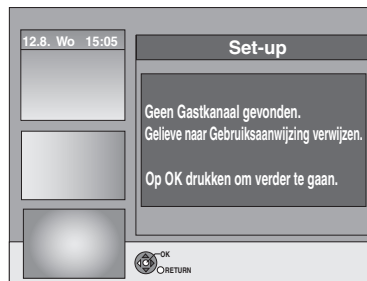 12.8. Wo 15:05
Set-up
Geen Gastkanaal gevonden.
Gelieve naar Gebruiksaanwijzing verwijzen.
Op OK drukken om verder te gaan.
OK
RETURN